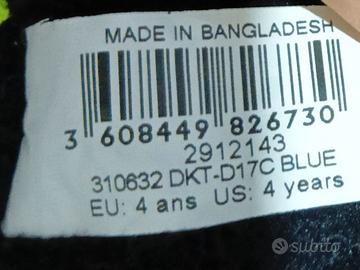 MADE IN BANGLADESH
3 608449 826730
2912143
310632 DKT-D17C BLUE
EU: 4 ans US: 4 years
subito